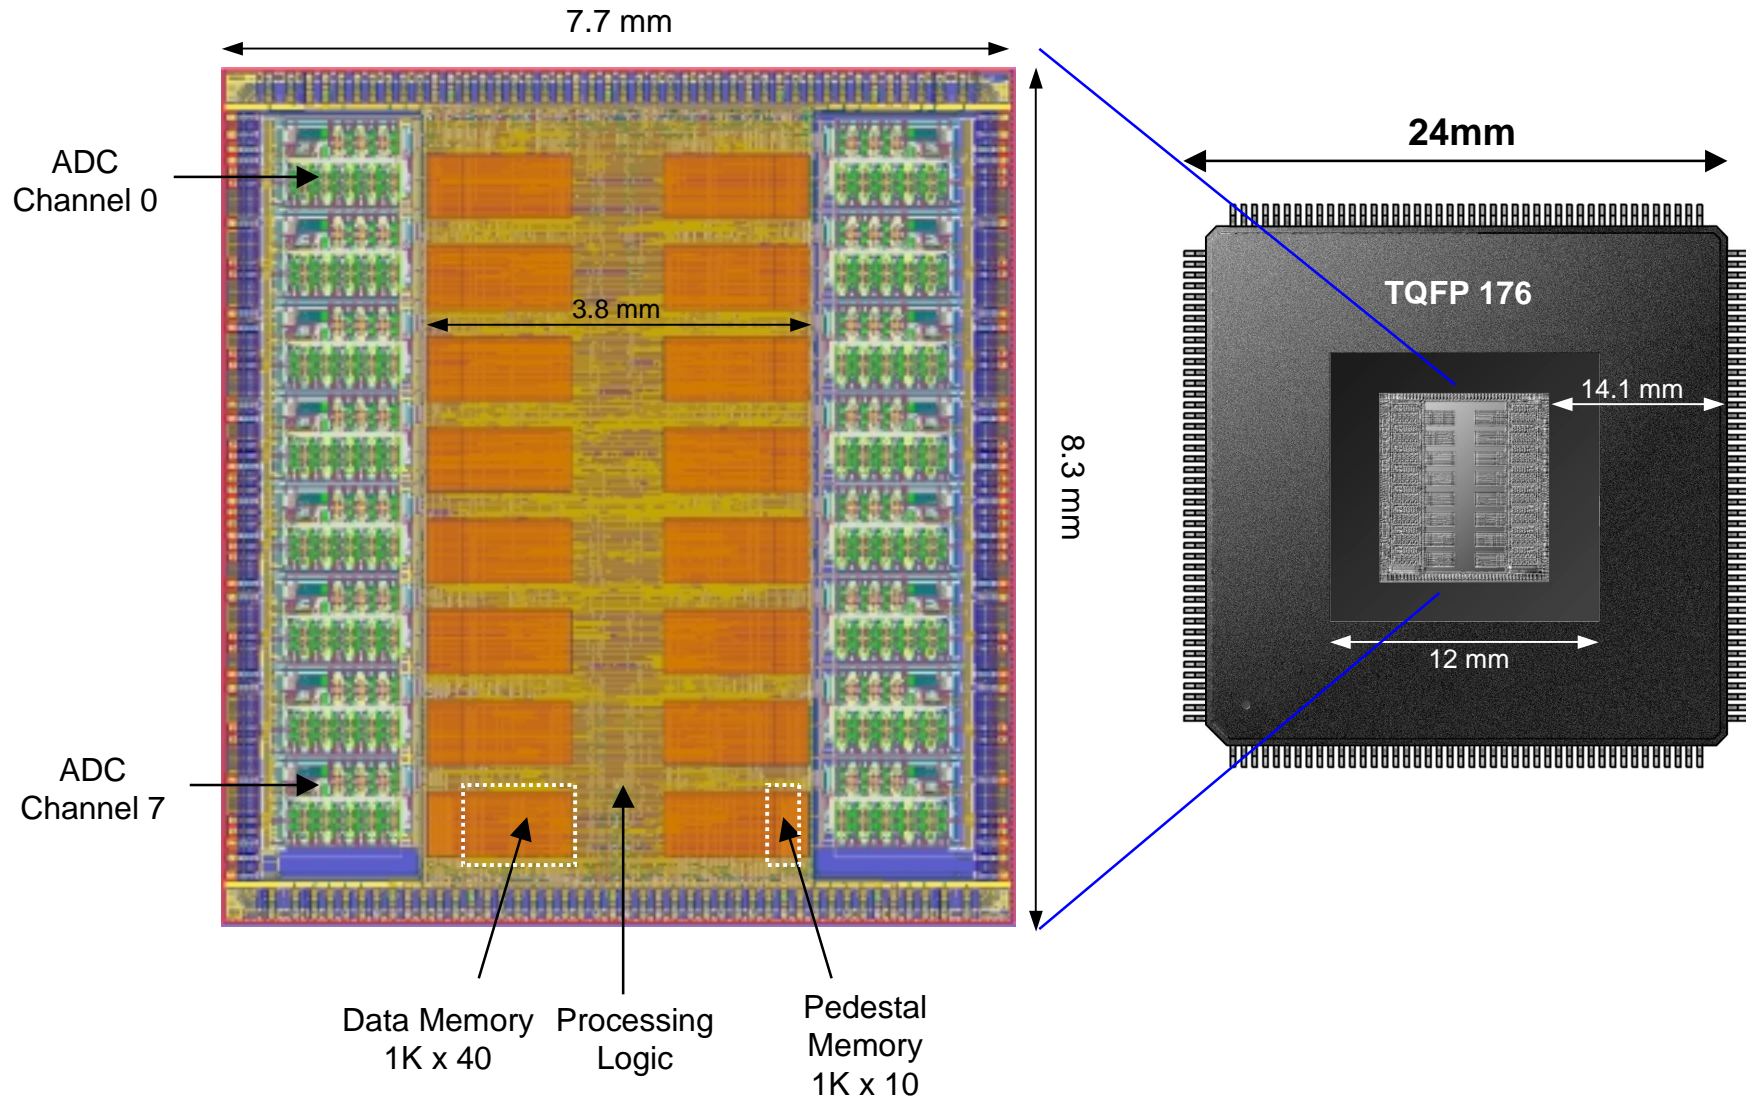 7.7 mm
ADC
Channel 0
3.8 mm
8.3 mm
ADC
Channel 7
Data Memory
1K x 40
Processing
Logic
Pedestal
Memory
1K x 10
24mm
TQFP 176
14.1 mm
12 mm